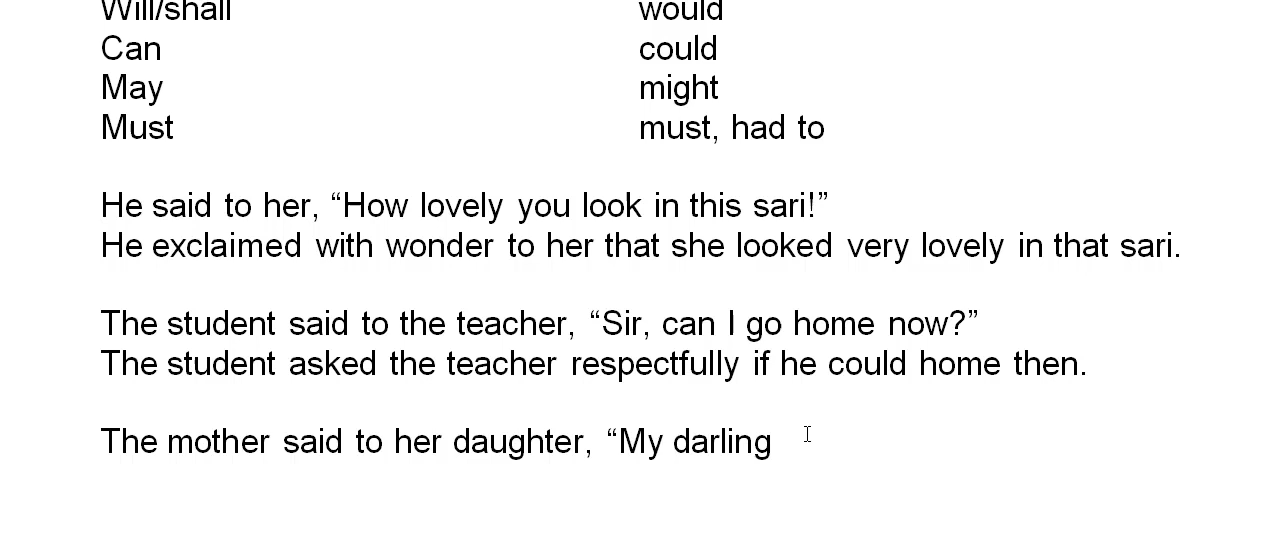 Will/shall would
Can could
May might
Must must, had to
He said to her, “How lovely you look in this sari!”
He exclaimed with wonder to her that she looked very lovely in that sari.
The student said to the teacher, “Sir, can I go home now?”
The student asked the teacher respectfully if he could home then.
The mother said to her daughter, “My darling